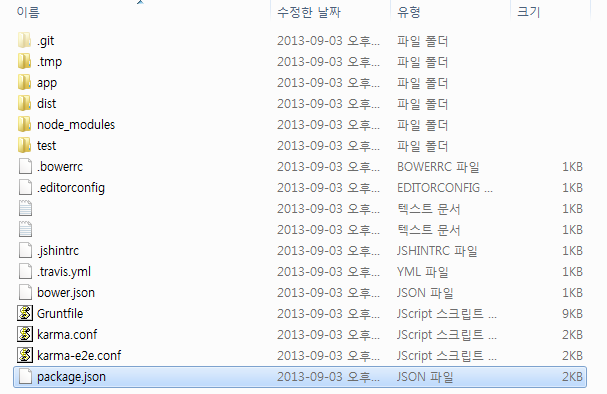 이름 수정한 날짜 유형 크기
.git 2013-09-03 오후... 파일 폴더
.tmp 2013-09-03 오후... 파일 폴더
app 2013-09-03 오후... 파일 폴더
dist 2013-09-03 오후... 파일 폴더
node_modules 2013-09-03 오후... 파일 폴더
test 2013-09-03 오후... 파일 폴더
.bowerrc 2013-09-03 오후... BOWERRC 파일 1KB
.editorconfig 2013-09-03 오후... EDITORCONFIG ... 1KB
2013-09-03 오후... 텍스트 문서 1KB
2013-09-03 오후... 텍스트 문서 1KB
.jshintrc 2013-09-03 오후... JSHINTRC 파일 1KB
.travis.yml 2013-09-03 오후... YML 파일 1KB
bower.json 2013-09-03 오후... JSON 파일 1KB
Gruntfile 2013-09-03 오후... JScript 스크립트 ... 9KB
karma.conf 2013-09-03 오후... JScript 스크립트 ... 2KB
karma-e2e.conf 2013-09-03 오후... JScript 스크립트 ... 2KB
package.json 2013-09-03 오후... JSON 파일 2KB